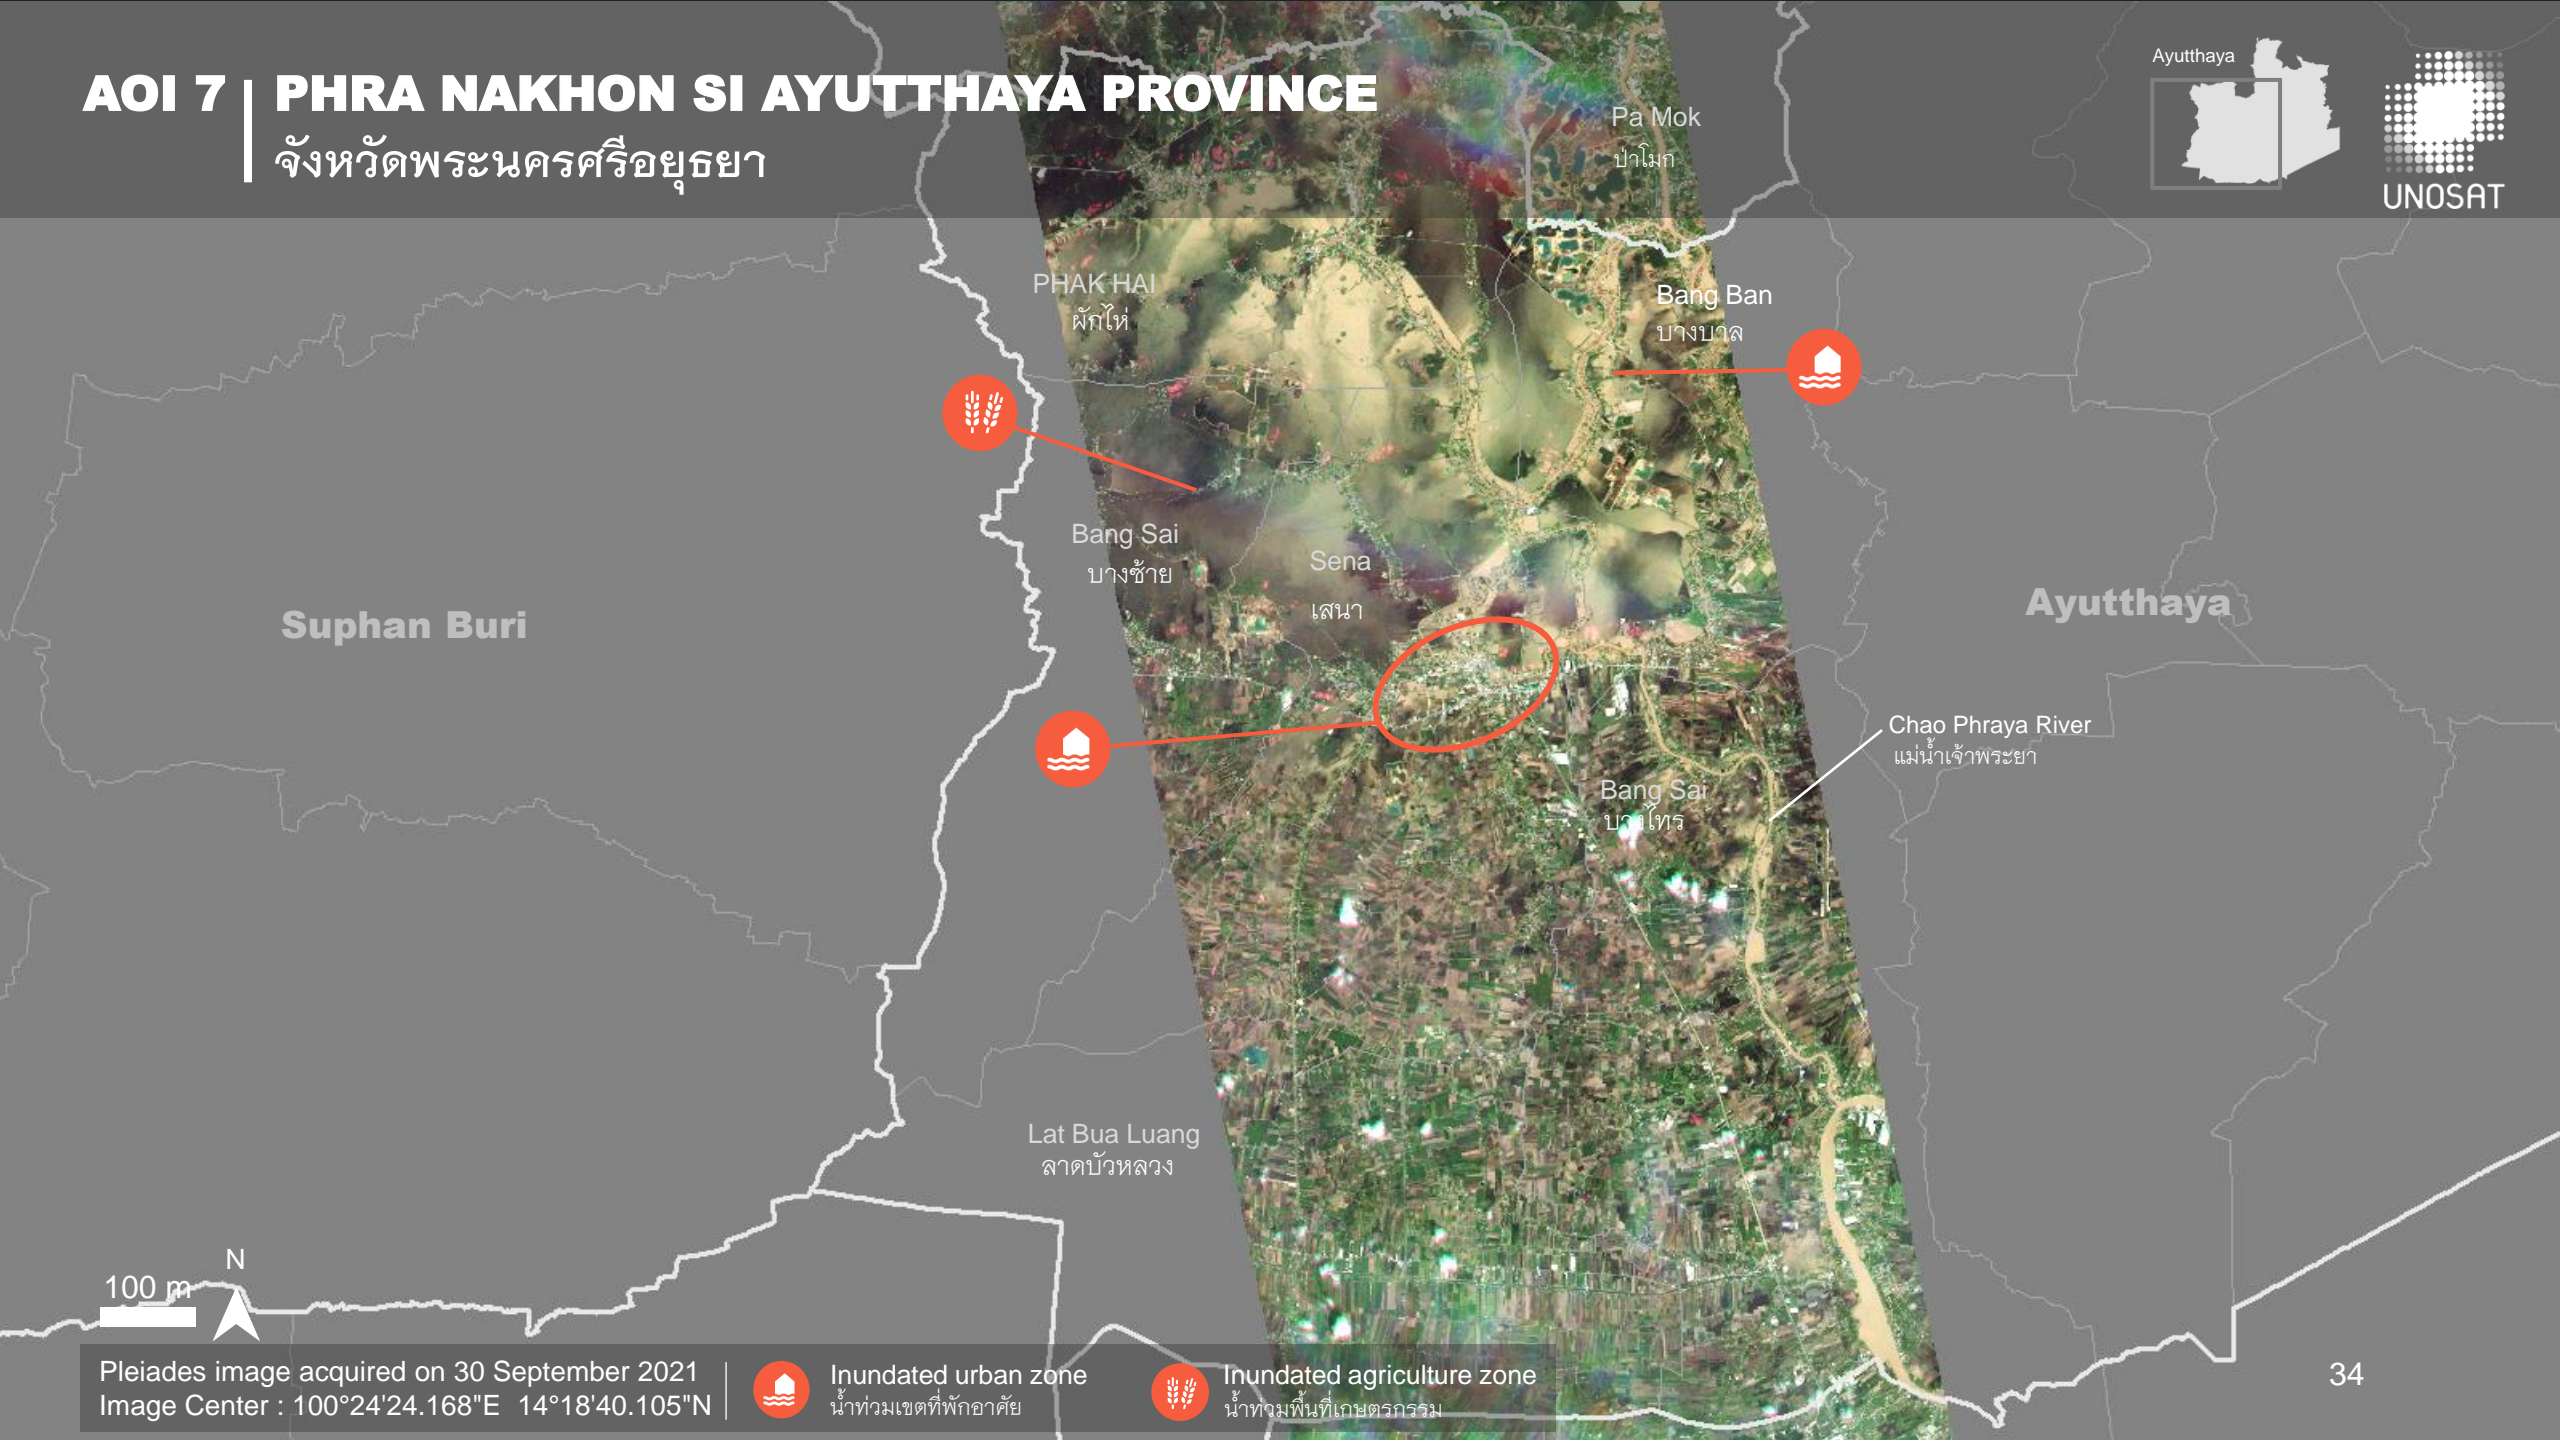 AOI 7
PHRA NAKHON SI AYUTTHAYA PROVINCE
จังหวัดพระนครศรีอยุธยา
Ayutthaya
UNOSAT
Pa Mok
ป่าโมก
PHAK HAI
ผักไห่
Bang Ban
บางบาล
Bang Sai
บางซ้าย
Sena
เสนา
Suphan Buri
Ayutthaya
Chao Phraya River
แม่น้ำเจ้าพระยา
Bang Sai
บางไทร
Lat Bua Luang
ลาดบัวหลวง
N
100 m
Pleiades image acquired on 30 September 2021
Image Center : 100°24'24.168"E 14°18'40.105"N
Inundated urban zone
น้ำท่วมเขตที่พักอาศัย
Inundated agriculture zone
น้ำท่วมพื้นที่เกษตรกรรม
34